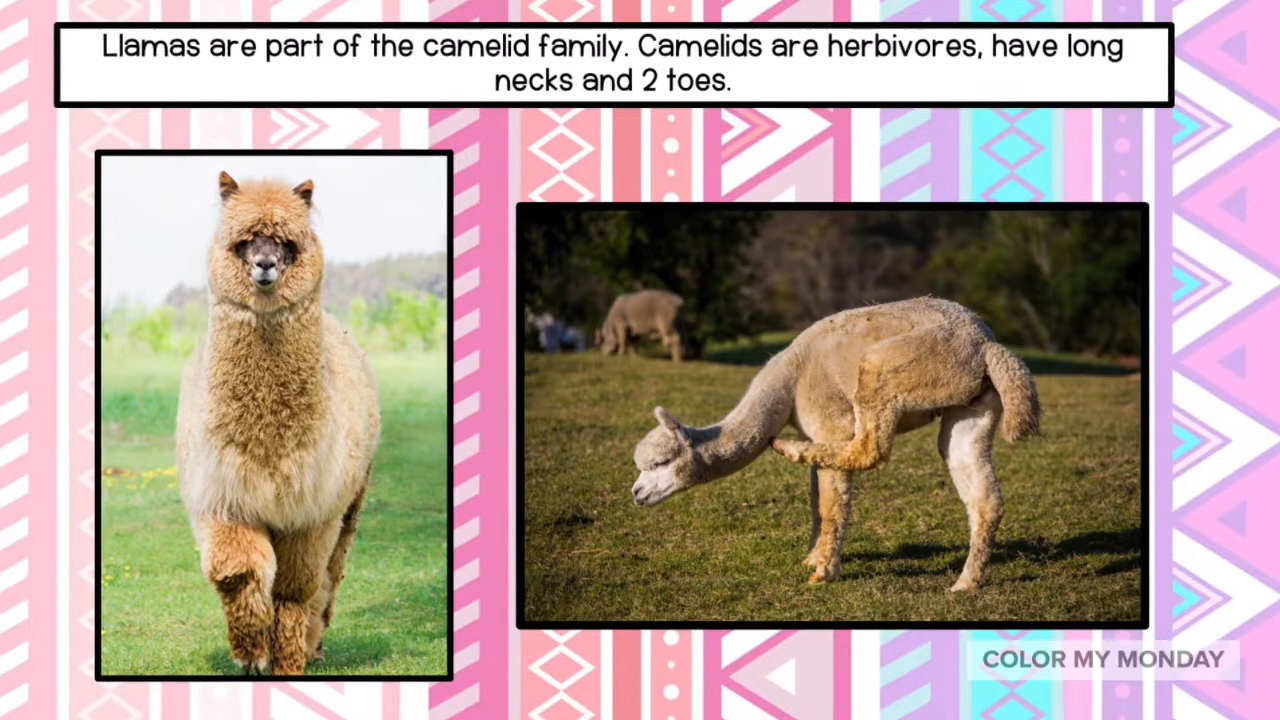 Llamas are part of the camelid family. Camelids are herbivores, have long
necks and 2 toes.
COLOR MY MONDAY